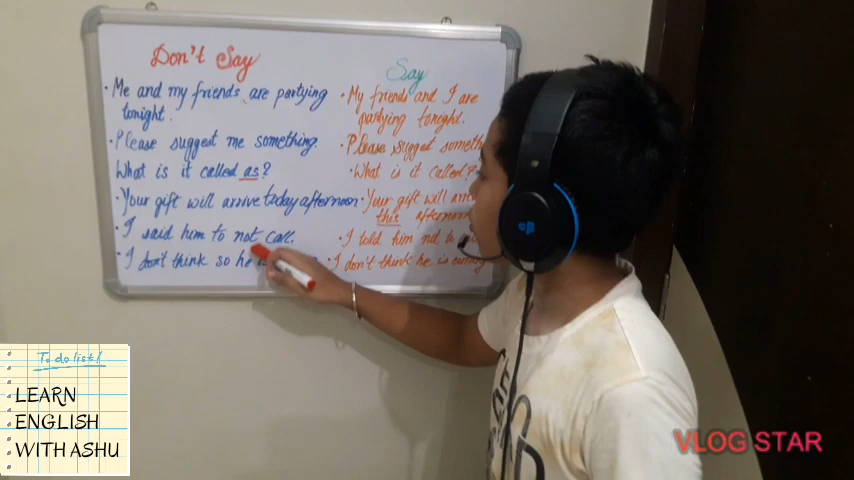 Don't Say
Me and my friends are partying
tonight.
Please suggest me something.
What is it called as?
Your gift will arrive today afternoon
I said him to not call.
I don't think so he
Say
My friends and I are
partying tonight.
Please suggest
What is it called?
Your gift will
this afternoon
I told him not to
I don't think he is coming
To do list!
LEARN
ENGLISH
WITH ASHU
VLOG STAR